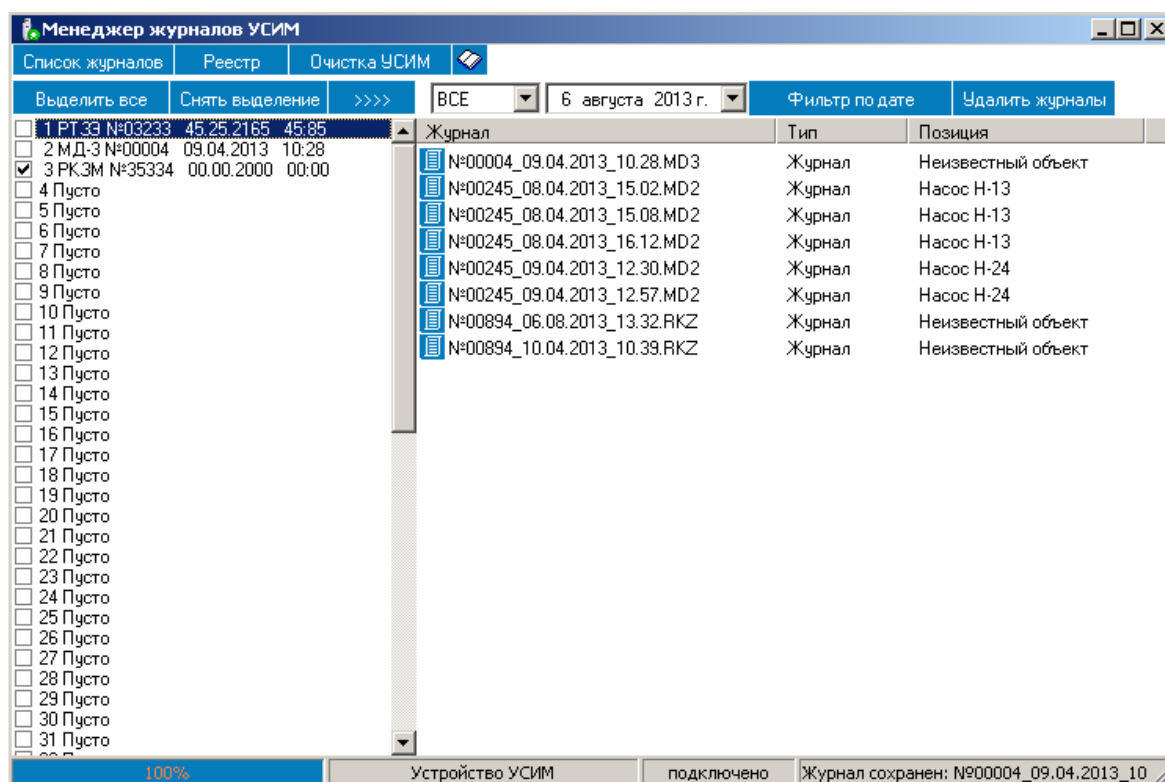 Менеджер журналов УСИМ
Список журналов Реестр Очистка УСИМ
Выделить все Снять выделение >>>> ВСЕ 6 августа 2013 г. Фильтр по дате Удалить журналы
1 РТ.ЗЭ №03233 45.25.2165 45:85
2 МД-3 №00004 09.04.2013 10:28
3 РК.ЗМ №35334 00.00.2000 00:00
4 Пусто
5 Пусто
6 Пусто
7 Пусто
8 Пусто
9 Пусто
10 Пусто
11 Пусто
12 Пусто
13 Пусто
14 Пусто
15 Пусто
16 Пусто
17 Пусто
18 Пусто
19 Пусто
20 Пусто
21 Пусто
22 Пусто
23 Пусто
24 Пусто
25 Пусто
26 Пусто
27 Пусто
28 Пусто
29 Пусто
30 Пусто
31 Пусто
Журнал Тип Позиция
№00004_09.04.2013_10.28.MD3 Журнал Неизвестный объект
№00245_08.04.2013_15.02.MD2 Журнал Насос Н-13
№00245_08.04.2013_15.08.MD2 Журнал Насос Н-13
№00245_08.04.2013_16.12.MD2 Журнал Насос Н-13
№00245_09.04.2013_12.30.MD2 Журнал Насос Н-24
№00245_09.04.2013_12.57.MD2 Журнал Насос Н-24
№00894_06.08.2013_13.32.RKZ Журнал Неизвестный объект
№00894_10.04.2013_10.39.RKZ Журнал Неизвестный объект
100% Устройство УСИМ подключено Журнал сохранен: №00004_09.04.2013_10